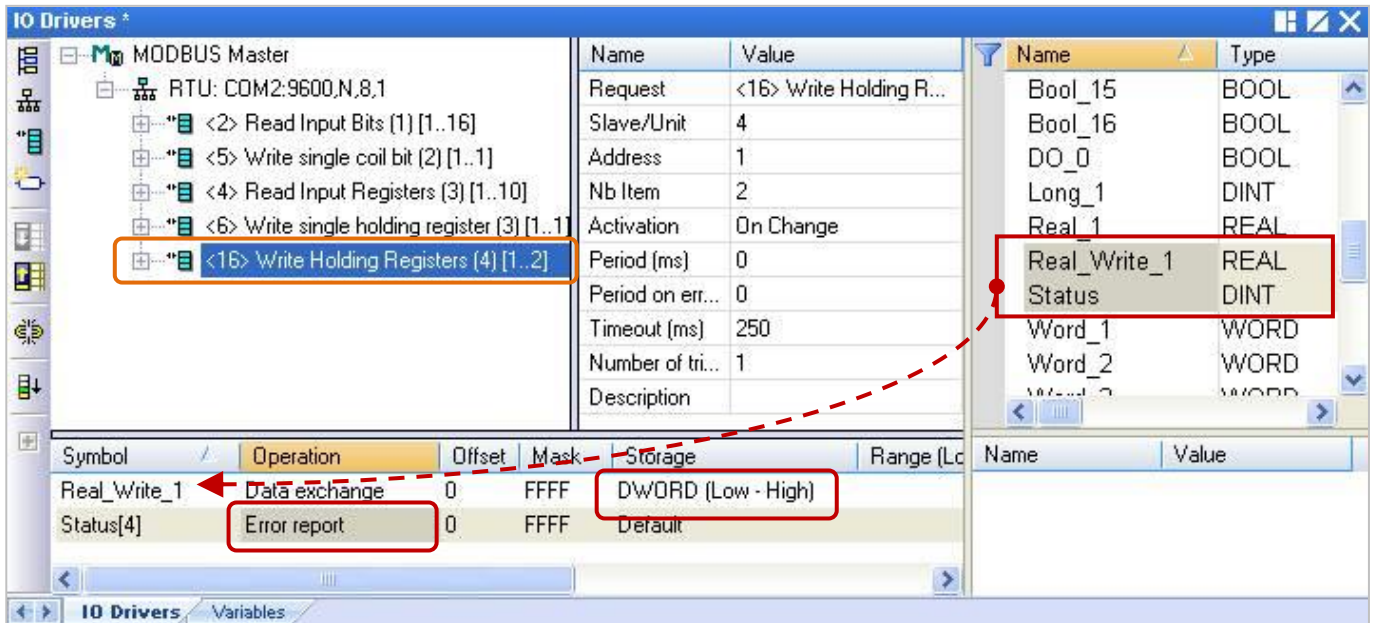 IO Drivers *
MODBUS Master
RTU: COM2:9600,N,8,1
<2> Read Input Bits (1) [1..16]
<5> Write single coil bit (2) [1..1]
<4> Read Input Registers (3) [1..10]
<6> Write single holding register (3) [1..1]
<16> Write Holding Registers (4) [1..2]
Name Value
Request <16> Write Holding R...
Slave/Unit 4
Address 1
Nb Item 2
Activation On Change
Period (ms) 0
Period on err... 0
Timeout (ms) 250
Number of tri... 1
Description
Name Type
Bool_15 BOOL
Bool_16 BOOL
DO_0 BOOL
Long_1 DINT
Real_1 REAL
Real_Write_1 REAL
Status DINT
Word_1 WORD
Word_2 WORD
Symbol Operation Offset Mask Storage Range (Lo
Real_Write_1 Data exchange 0 FFFF DWORD (Low - High)
Status[4] Error report 0 FFFF Default
Name Value
IO Drivers Variables